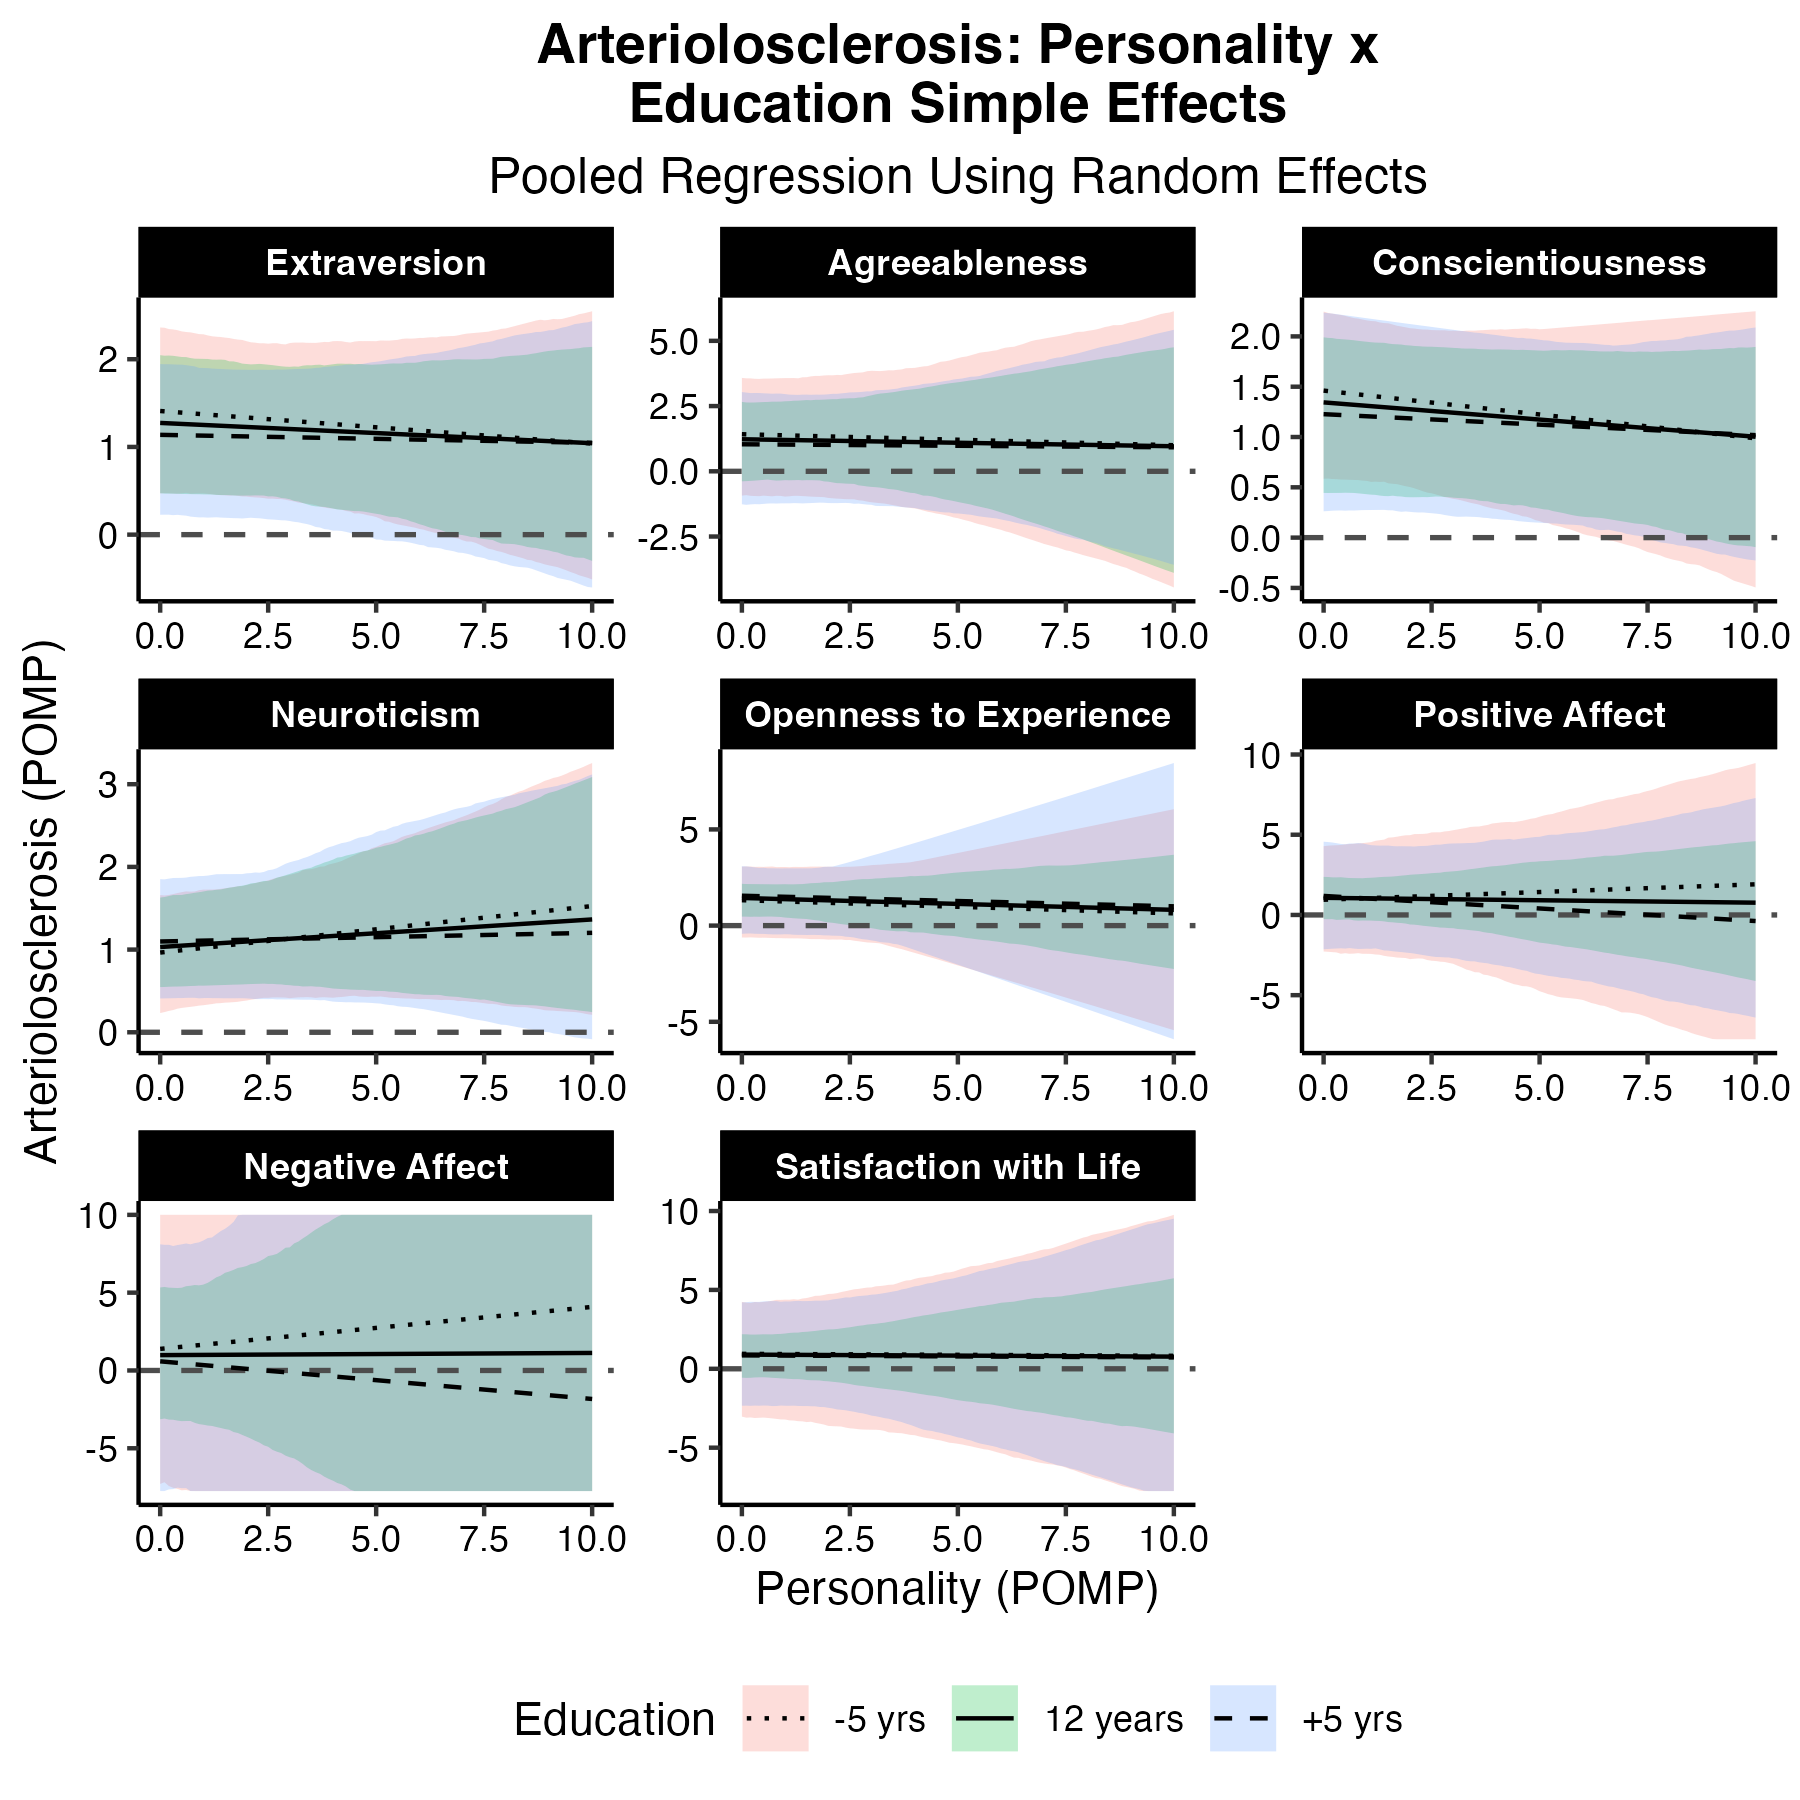 Arteriolosclerosis: Personality x
Education Simple Effects
Pooled Regression Using Random Effects
Extraversion
Agreeableness
Conscientiousness
2
1
0
5.0
2.5
0.0
-2.5
2.0
1.5
1.0
0.5
0.0
-0.5
0.0 2.5 5.0 7.5 10.0
0.0 2.5 5.0 7.5 10.0
0.0 2.5 5.0 7.5 10.0
Arteriolosclerosis (POMP)
Neuroticism
Openness to Experience
Positive Affect
3
2
1
0
5
0
-5
10
5
0
-5
0.0 2.5 5.0 7.5 10.0
0.0 2.5 5.0 7.5 10.0
0.0 2.5 5.0 7.5 10.0
Negative Affect
Satisfaction with Life
10
5
0
-5
10
5
0
-5
0.0 2.5 5.0 7.5 10.0
0.0 2.5 5.0 7.5 10.0
Personality (POMP)
Education -5 yrs 12 years +5 yrs